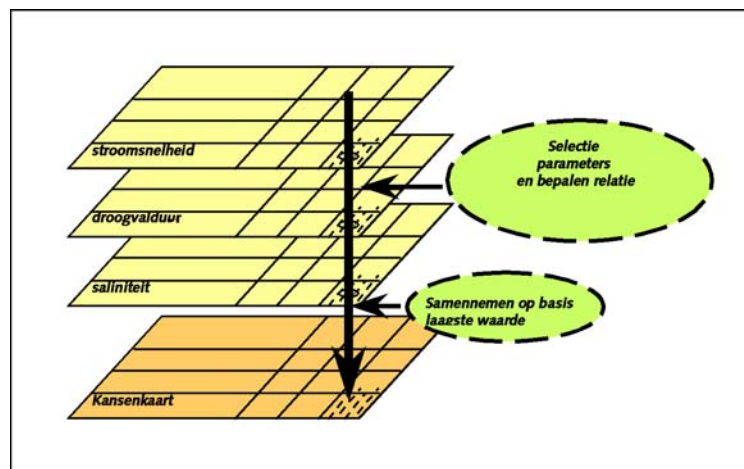 stroomsnelheid
droogvalduur
saliniteit
Kansenkaart
Selectie
parameters
en bepalen relatie
Samennemen op basis
laagste waarde